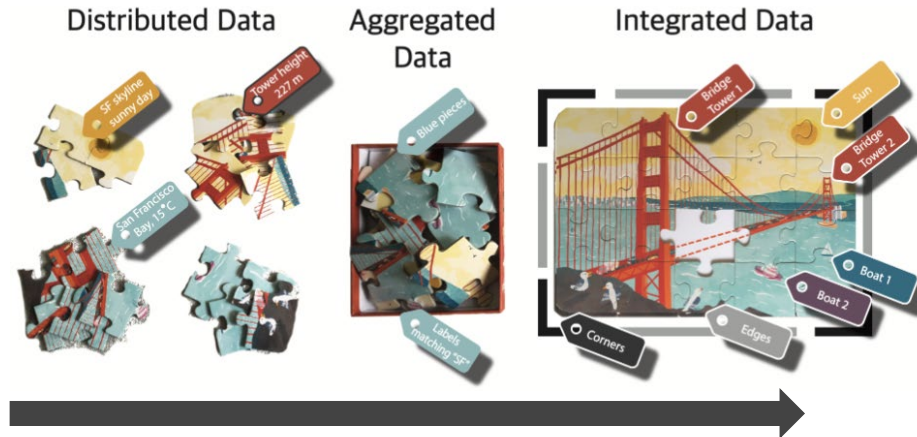 Distributed Data
Aggregated
Data
Integrated Data
SF skyline
sunny day
Tower height
227 m
San Francisco
Bay, 15°C
Blue pieces
Labels
matching "SF"
Bridge
Tower 1
Sun
Bridge
Tower 2
Boat 1
Boat 2
Edges
Corners